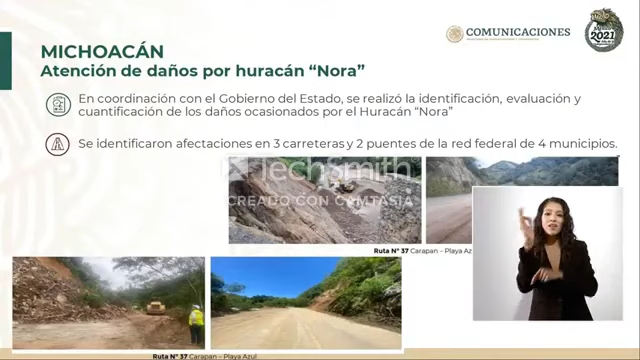 COMUNICACIONES
2021
MICHOACÁN
Atención de daños por huracán “Nora”
En coordinación con el Gobierno del Estado, se realizó la identificación, evaluación y
cuantificación de los daños ocasionados por el Huracán “Nora”
Se identificaron afectaciones en 3 carreteras y 2 puentes de la red federal de 4 municipios.
TechSmith
CREADO CON CAMTASIA
Ruta Nº 37 Carapan – Playa Az
Ruta Nº 37 Carapan – Playa Azul